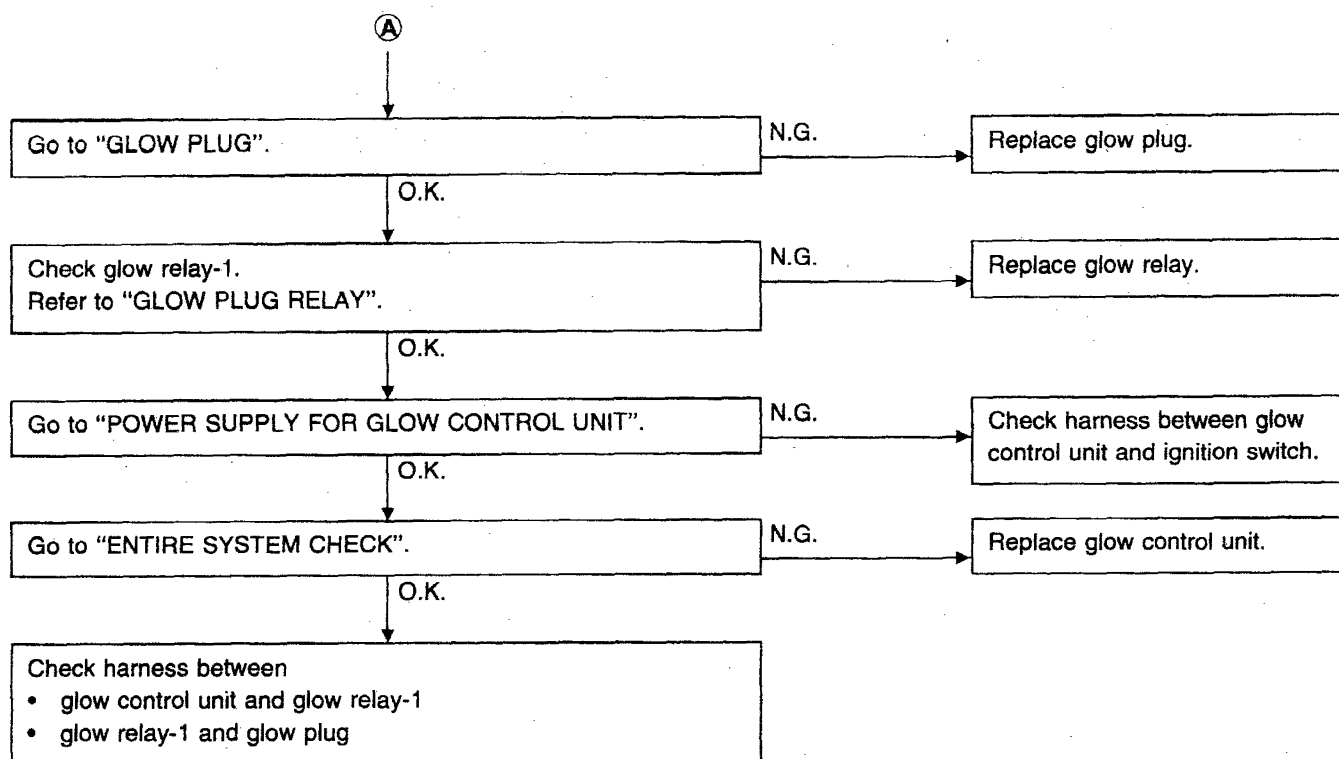 A
Go to “GLOW PLUG”.
N.G.
Replace glow plug.
O.K.
Check glow relay-1.
Refer to “GLOW PLUG RELAY”.
N.G.
Replace glow relay.
O.K.
Go to “POWER SUPPLY FOR GLOW CONTROL UNIT”.
N.G.
Check harness between glow
control unit and ignition switch.
O.K.
Go to “ENTIRE SYSTEM CHECK”.
N.G.
Replace glow control unit.
O.K.
Check harness between
• glow control unit and glow relay-1
• glow relay-1 and glow plug